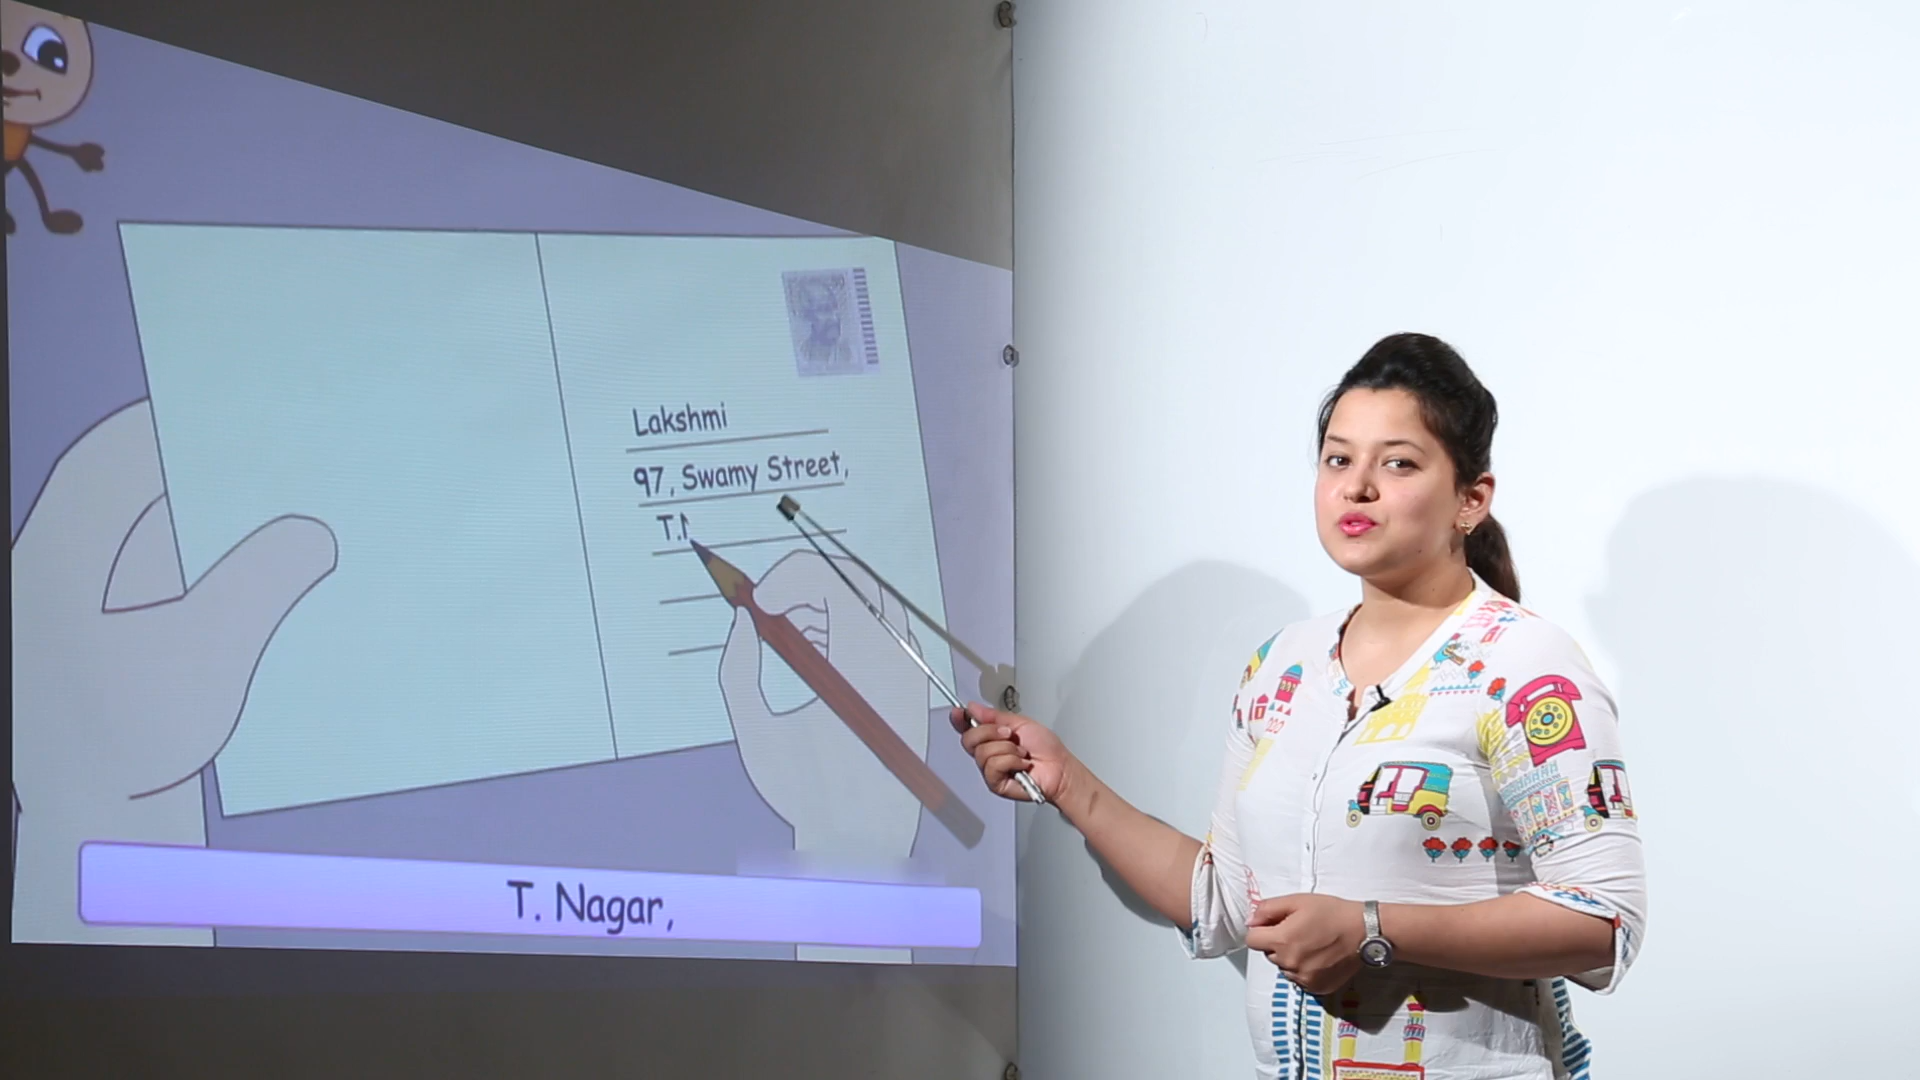 Lakshmi
97, Swamy Street,
T.
T. Nagar,